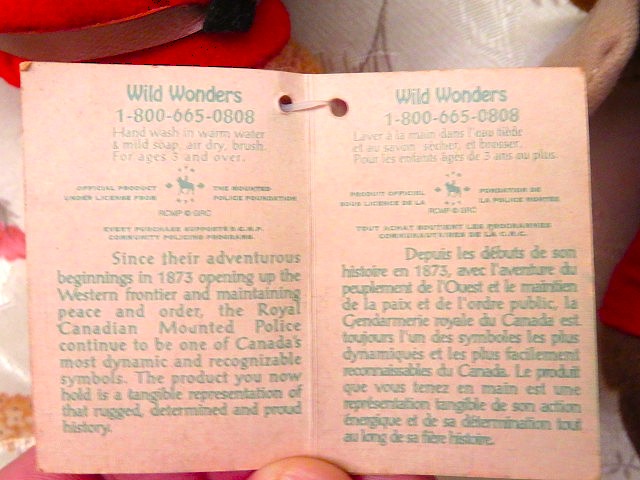 Wild Wonders
1-800-665-0808
Hand wash in warm water
& mild soap, air dry, brush.
For ages 3 and over.
OFFICIAL PRODUCT
UNDER LICENSE FROM
THE MOUNTED
POLICE FOUNDATION
RCMP © GRC
EVERY PURCHASE SUPPORTS R.C.M.P.
COMMUNITY POLICING PROGRAMS.
Since their adventurous
beginnings in 1873 opening up the
Western frontier and maintaining
peace and order, the Royal
Canadian Mounted Police
continue to be one of Canada's
most dynamic and recognizable
symbols. The product you now
hold is a tangible representation of
that rugged, determined and proud
history.
Wild Wonders
1-800-665-0808
Laver à la main dans l'eau tiède
et au savon, sécher, et brosser.
Pour les enfants âges de 3 ans ou plus.
PRODUIT OFFICIEL
SOUS LICENCE DE LA
FONDATION DE
LA POLICE MONTÉE
RCMP © GRC
TOUT ACHAT SOUTIENT LES PROGRAMMES
COMMUNAUTAIRES DE LA G.R.C.
Depuis les débuts de son
histoire en 1873, avec l'aventure du
peuplement de l'Ouest et le maintien
de la paix et de l'ordre public, la
Gendarmerie royale du Canada est
toujours l'un des symboles les plus
dynamiques et les plus facilement
reconnaissables du Canada. Le produit
que vous tenez en main est une
représentation tangible de son action
énergique et de sa détermination tout
au long de sa fière histoire.